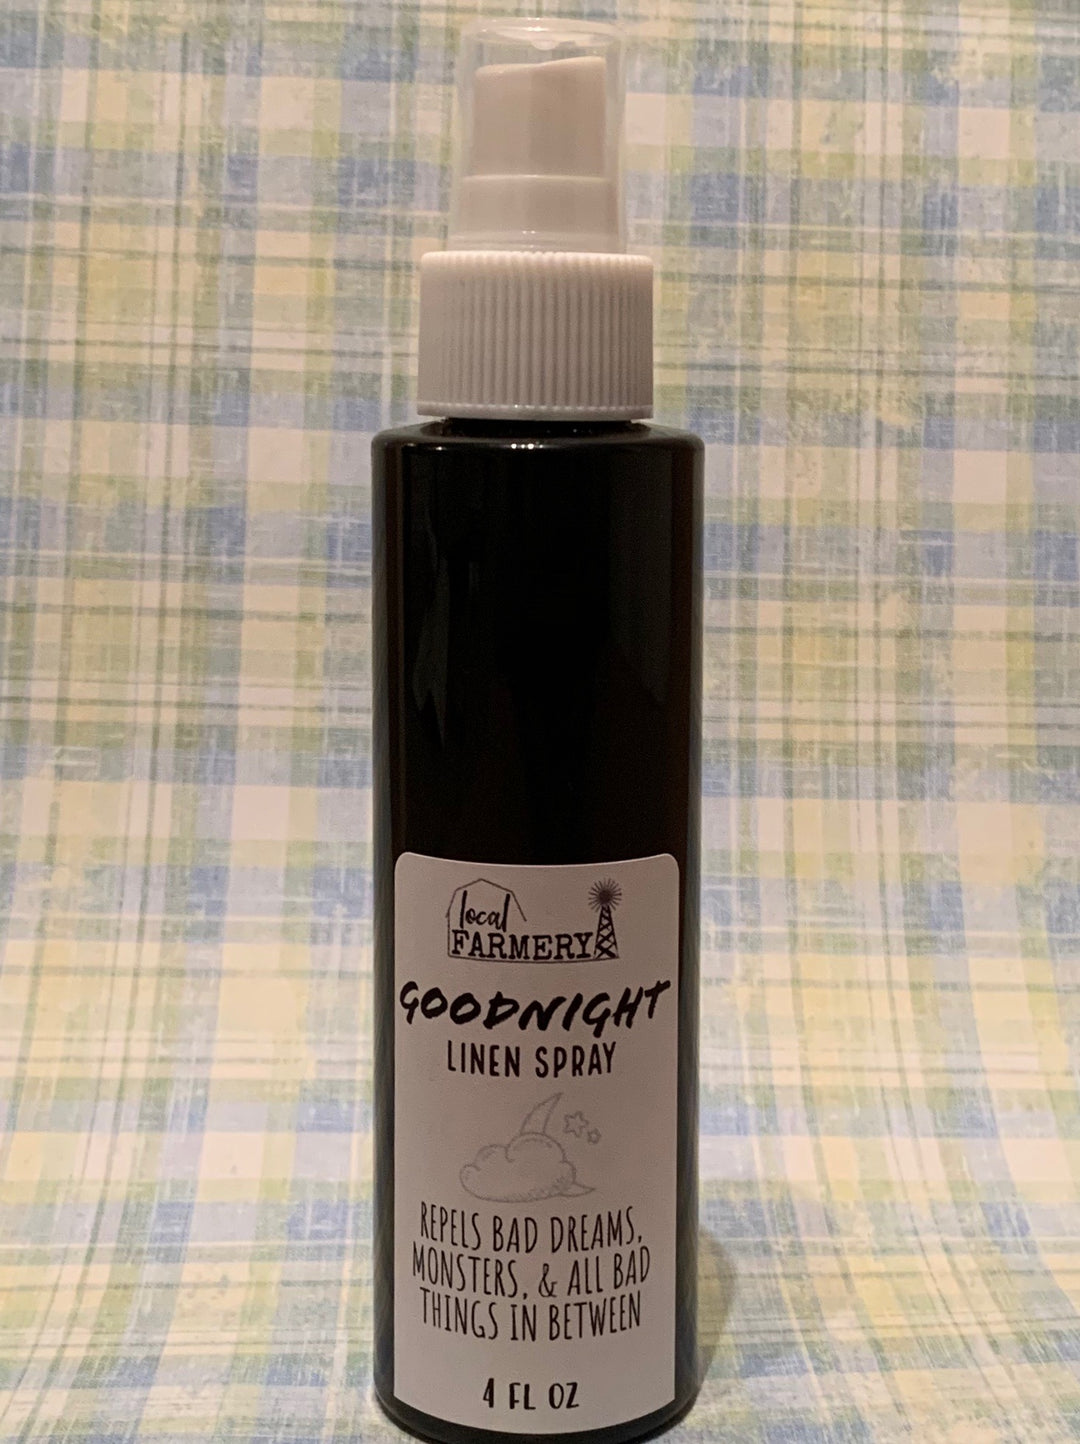 local
FARMERY
GOODNIGHT
LINEN SPRAY
REPELS BAD DREAMS,
MONSTERS, & ALL BAD
THINGS IN BETWEEN
4 FL OZ